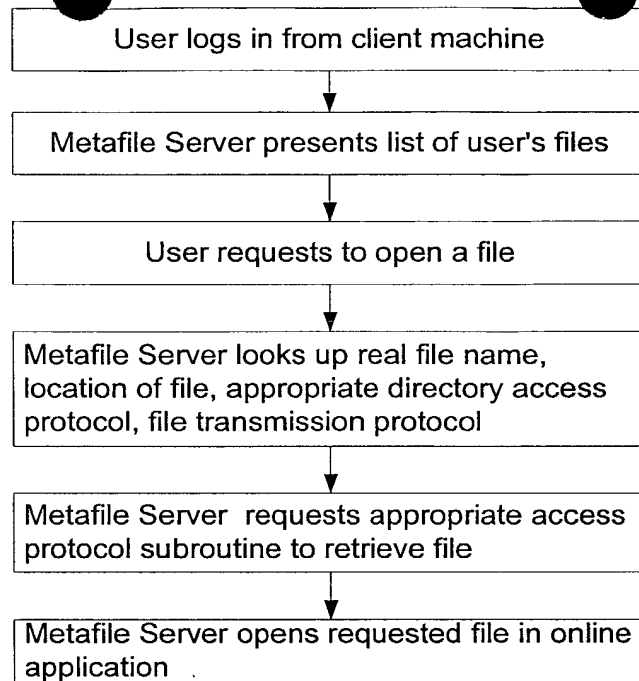 User logs in from client machine
Metafile Server presents list of user's files
User requests to open a file
Metafile Server looks up real file name,
location of file, appropriate directory access
protocol, file transmission protocol
Metafile Server requests appropriate access
protocol subroutine to retrieve file
Metafile Server opens requested file in online
application